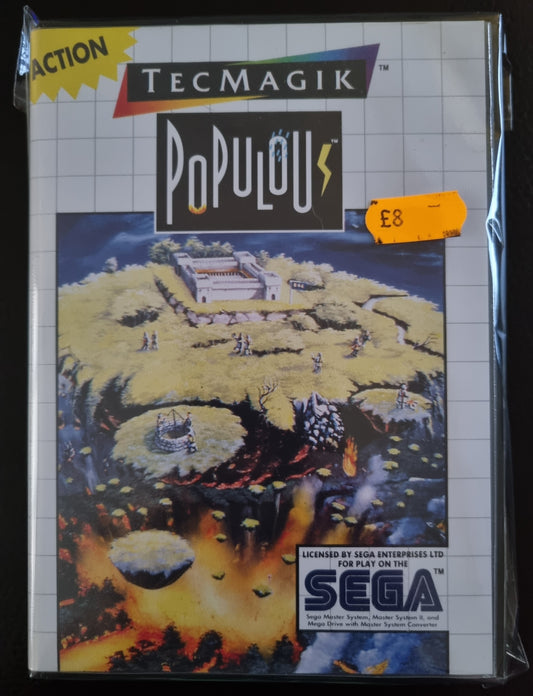 ACTION
TECMAGIK ™
POPULOUS ™
£8
LICENSED BY SEGA ENTERPRISES LTD
FOR PLAY ON THE
SEGA™
Sega Master System, Master System II, and
Mega Drive with Master System Converter